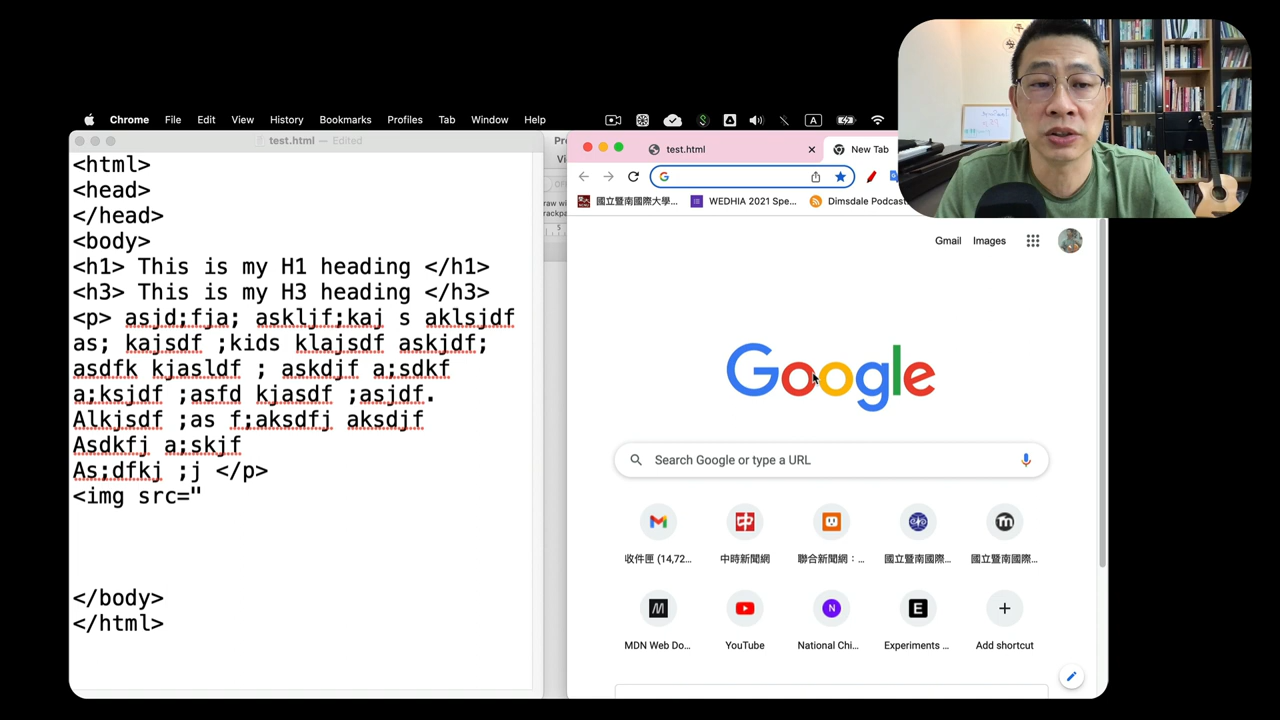 Chrome File Edit View History Bookmarks Profiles Tab Window Help A
test.html — Edited
<html>
<head>
</head>
<body>
<h1> This is my H1 heading </h1>
<h3> This is my H3 heading </h3>
<p> asjd;fja; askljf;kaj s aklsjdf
as; kajsdf ;kids klajsdf askjdf;
asdfk kjasldf ; askdjf a;sdkf
a;ksjdf ;asfd kjasdf ;asjdf.
Alkjsdf ;as f;aksdfj aksdjf
Asdkfj a;skjf
As;dfkj ;j </p>
<img src="
</body>
</html>
test.html New Tab
國立暨南國際大學... WEDHIA 2021 Spe... Dimsdale Podcast
Gmail Images
Google
Search Google or type a URL
收件匣 (14,72... 中時新聞網 聯合新聞網：... 國立暨南國際... 國立暨南國際...
MDN Web Do... YouTube National Chi... Experiments ... Add shortcut